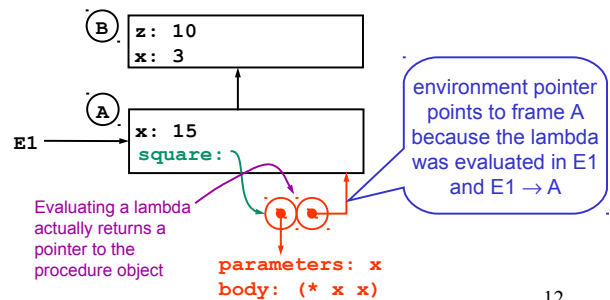 B
z: 10
x: 3
A
E1
x: 15
square:
environment pointer
points to frame A
because the lambda
was evaluated in E1
and E1 → A
Evaluating a lambda
actually returns a
pointer to the
procedure object
parameters: x
body: (* x x)
12